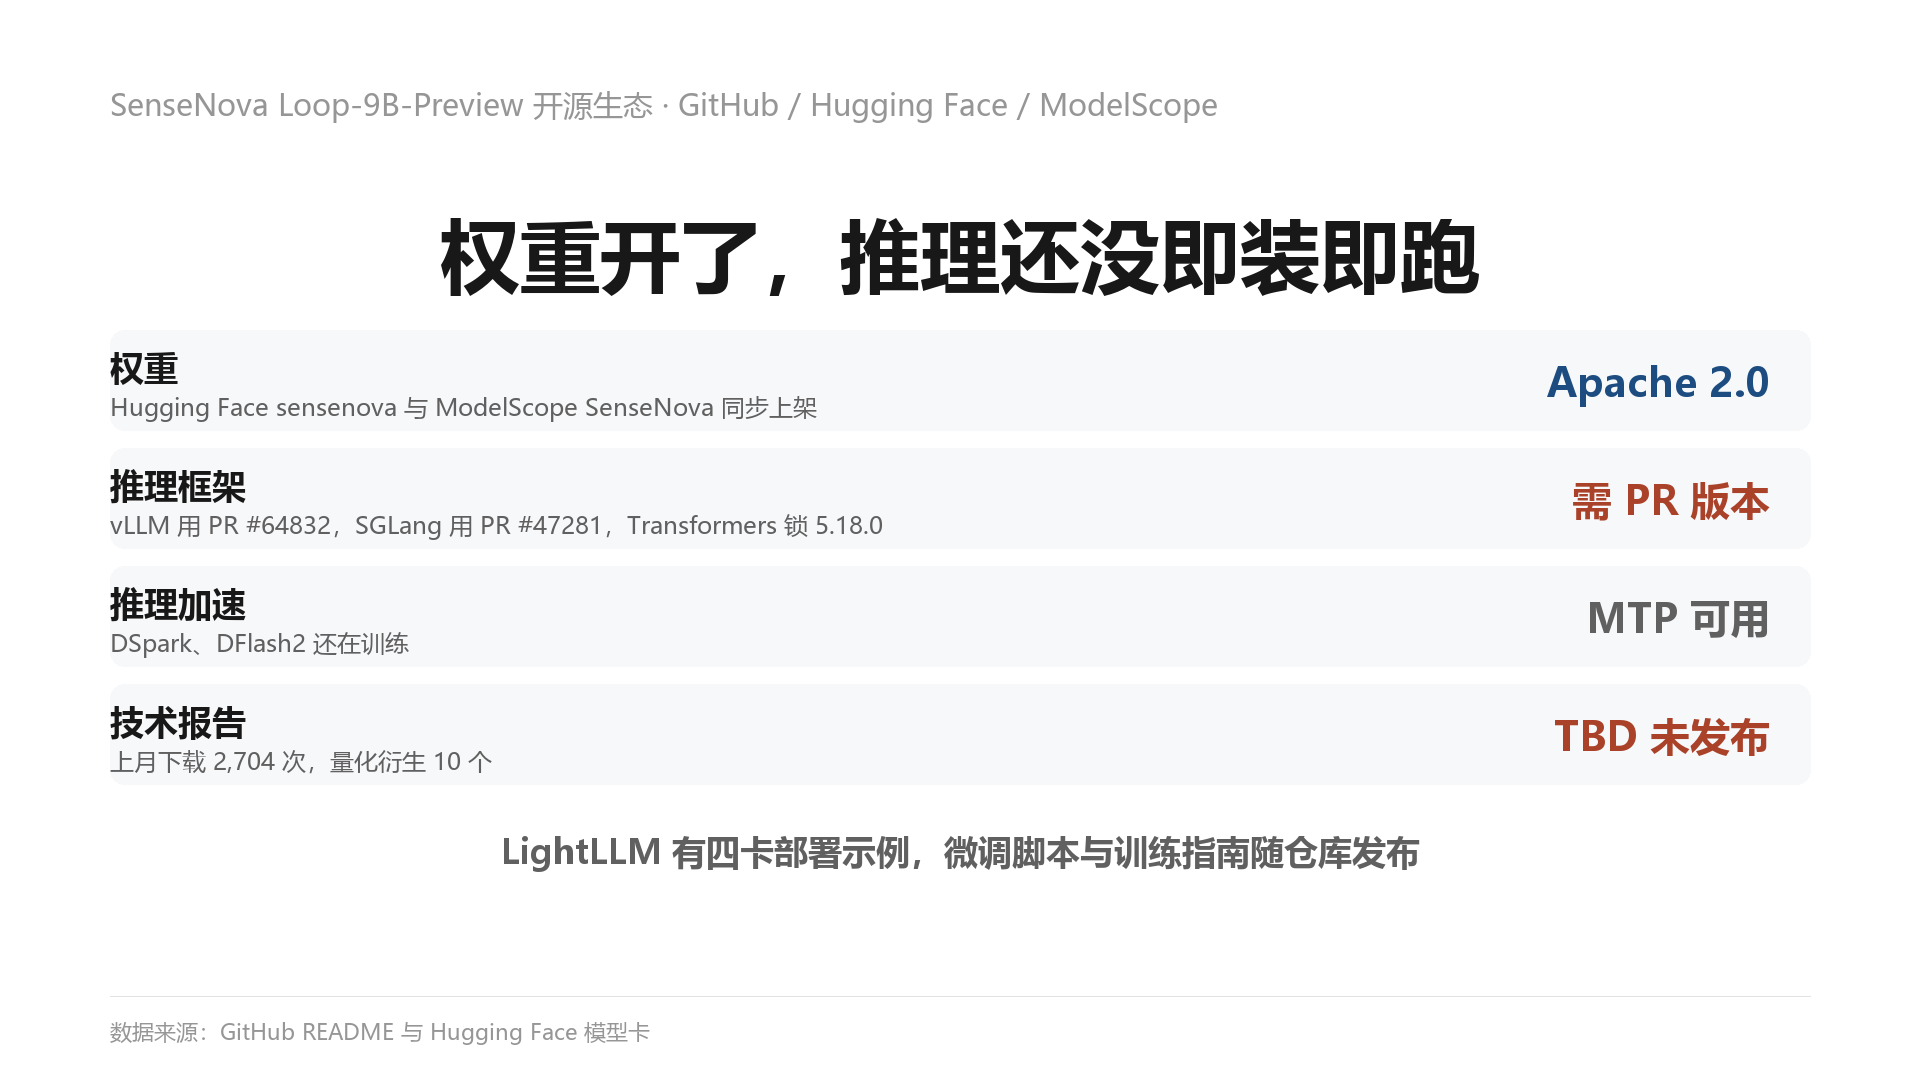 SenseNova Loop-9B-Preview 开源生态 · GitHub / Hugging Face / ModelScope
权重开了，推理还没即装即跑
权重
Hugging Face sensenova 与 ModelScope SenseNova 同步上架
Apache 2.0
推理框架
vLLM 用 PR #64832，SGLang 用 PR #47281，Transformers 锁 5.18.0
需 PR 版本
推理加速
DSpark、DFlash2 还在训练
MTP 可用
技术报告
上月下载 2,704 次，量化衍生 10 个
TBD 未发布
LightLLM 有四卡部署示例，微调脚本与训练指南随仓库发布
数据来源：GitHub README 与 Hugging Face 模型卡